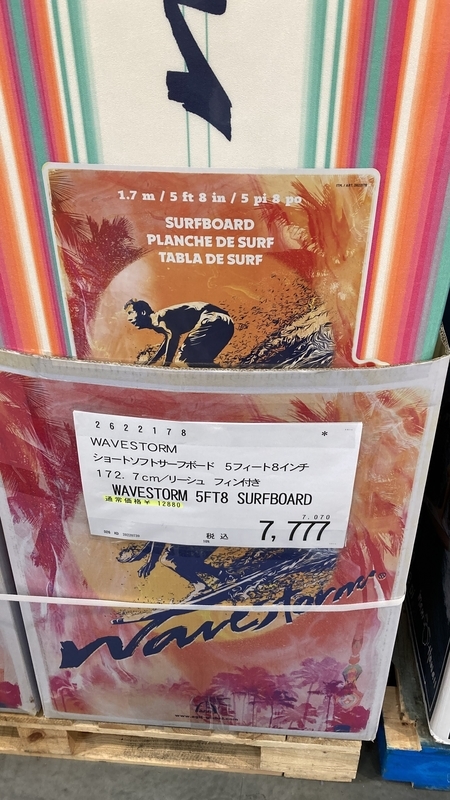 1.7 m / 5 ft 8 in / 5 pi 8 po
SURFBOARD
PLANCHE DE SURF
TABLA DE SURF
2622178 *
WAVESTORM
ショートソフトサーフボード 5フィート8インチ
172.7cm/リーシュ フィン付き
WAVESTORM 5FT8 SURFBOARD
通常価格¥ 12880
7,070
税込 7,777
Wavestorm